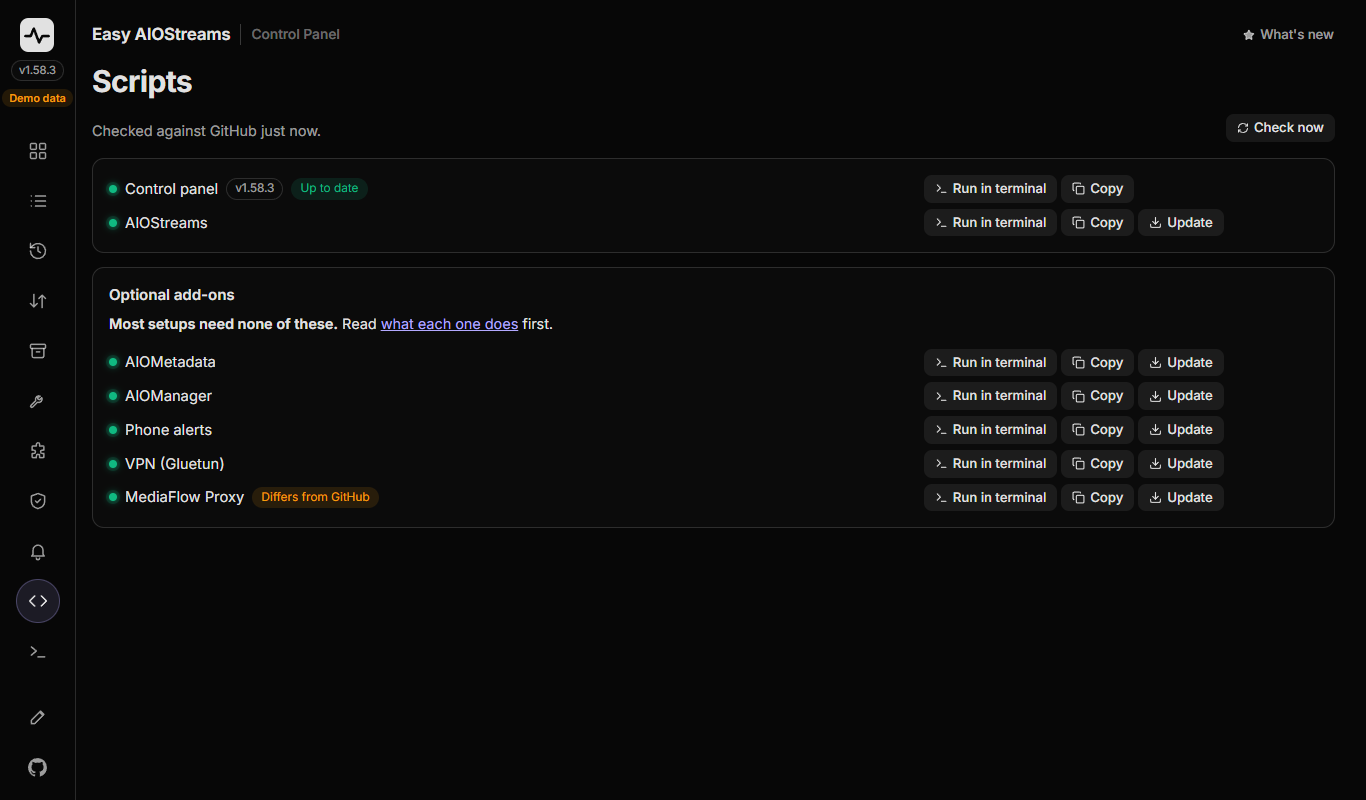 Easy AIOStreams
Control Panel
What's new
v1.58.3
Demo data
Scripts
Checked against GitHub just now.
Check now
Control panel v1.58.3 Up to date Run in terminal Copy
AIOStreams Run in terminal Copy Update
Optional add-ons
Most setups need none of these. Read what each one does first.
AIOMetadata Run in terminal Copy Update
AIOManager Run in terminal Copy Update
Phone alerts Run in terminal Copy Update
VPN (Gluetun) Run in terminal Copy Update
MediaFlow Proxy Differs from GitHub Run in terminal Copy Update